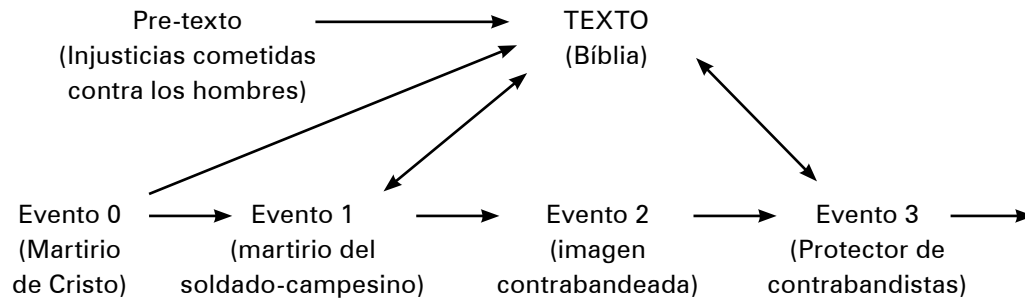 Pre-texto
(Injusticias cometidas
contra los hombres)
TEXTO
(Bíblia)
Evento 0
(Martirio
de Cristo)
Evento 1
(martirio del
soldado-campesino)
Evento 2
(imagen
contrabandeada)
Evento 3
(Protector de
contrabandistas)